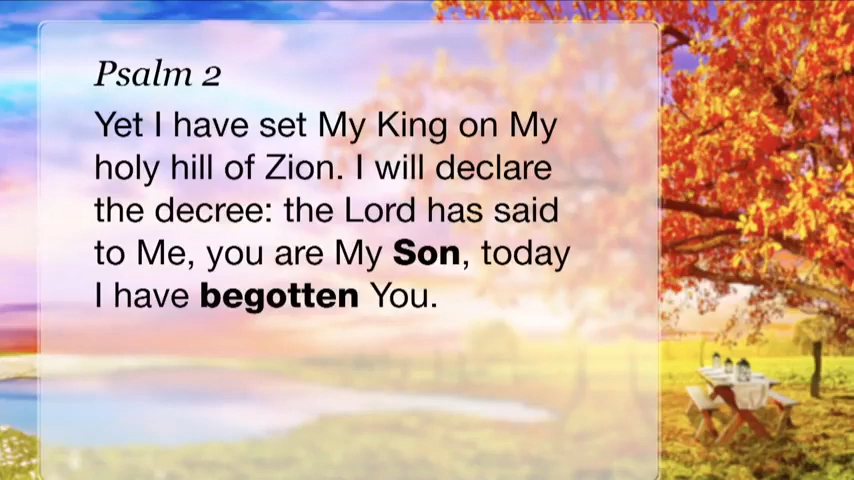 Psalm 2
Yet I have set My King on My
holy hill of Zion. I will declare
the decree: the Lord has said
to Me, you are My Son, today
I have begotten You.